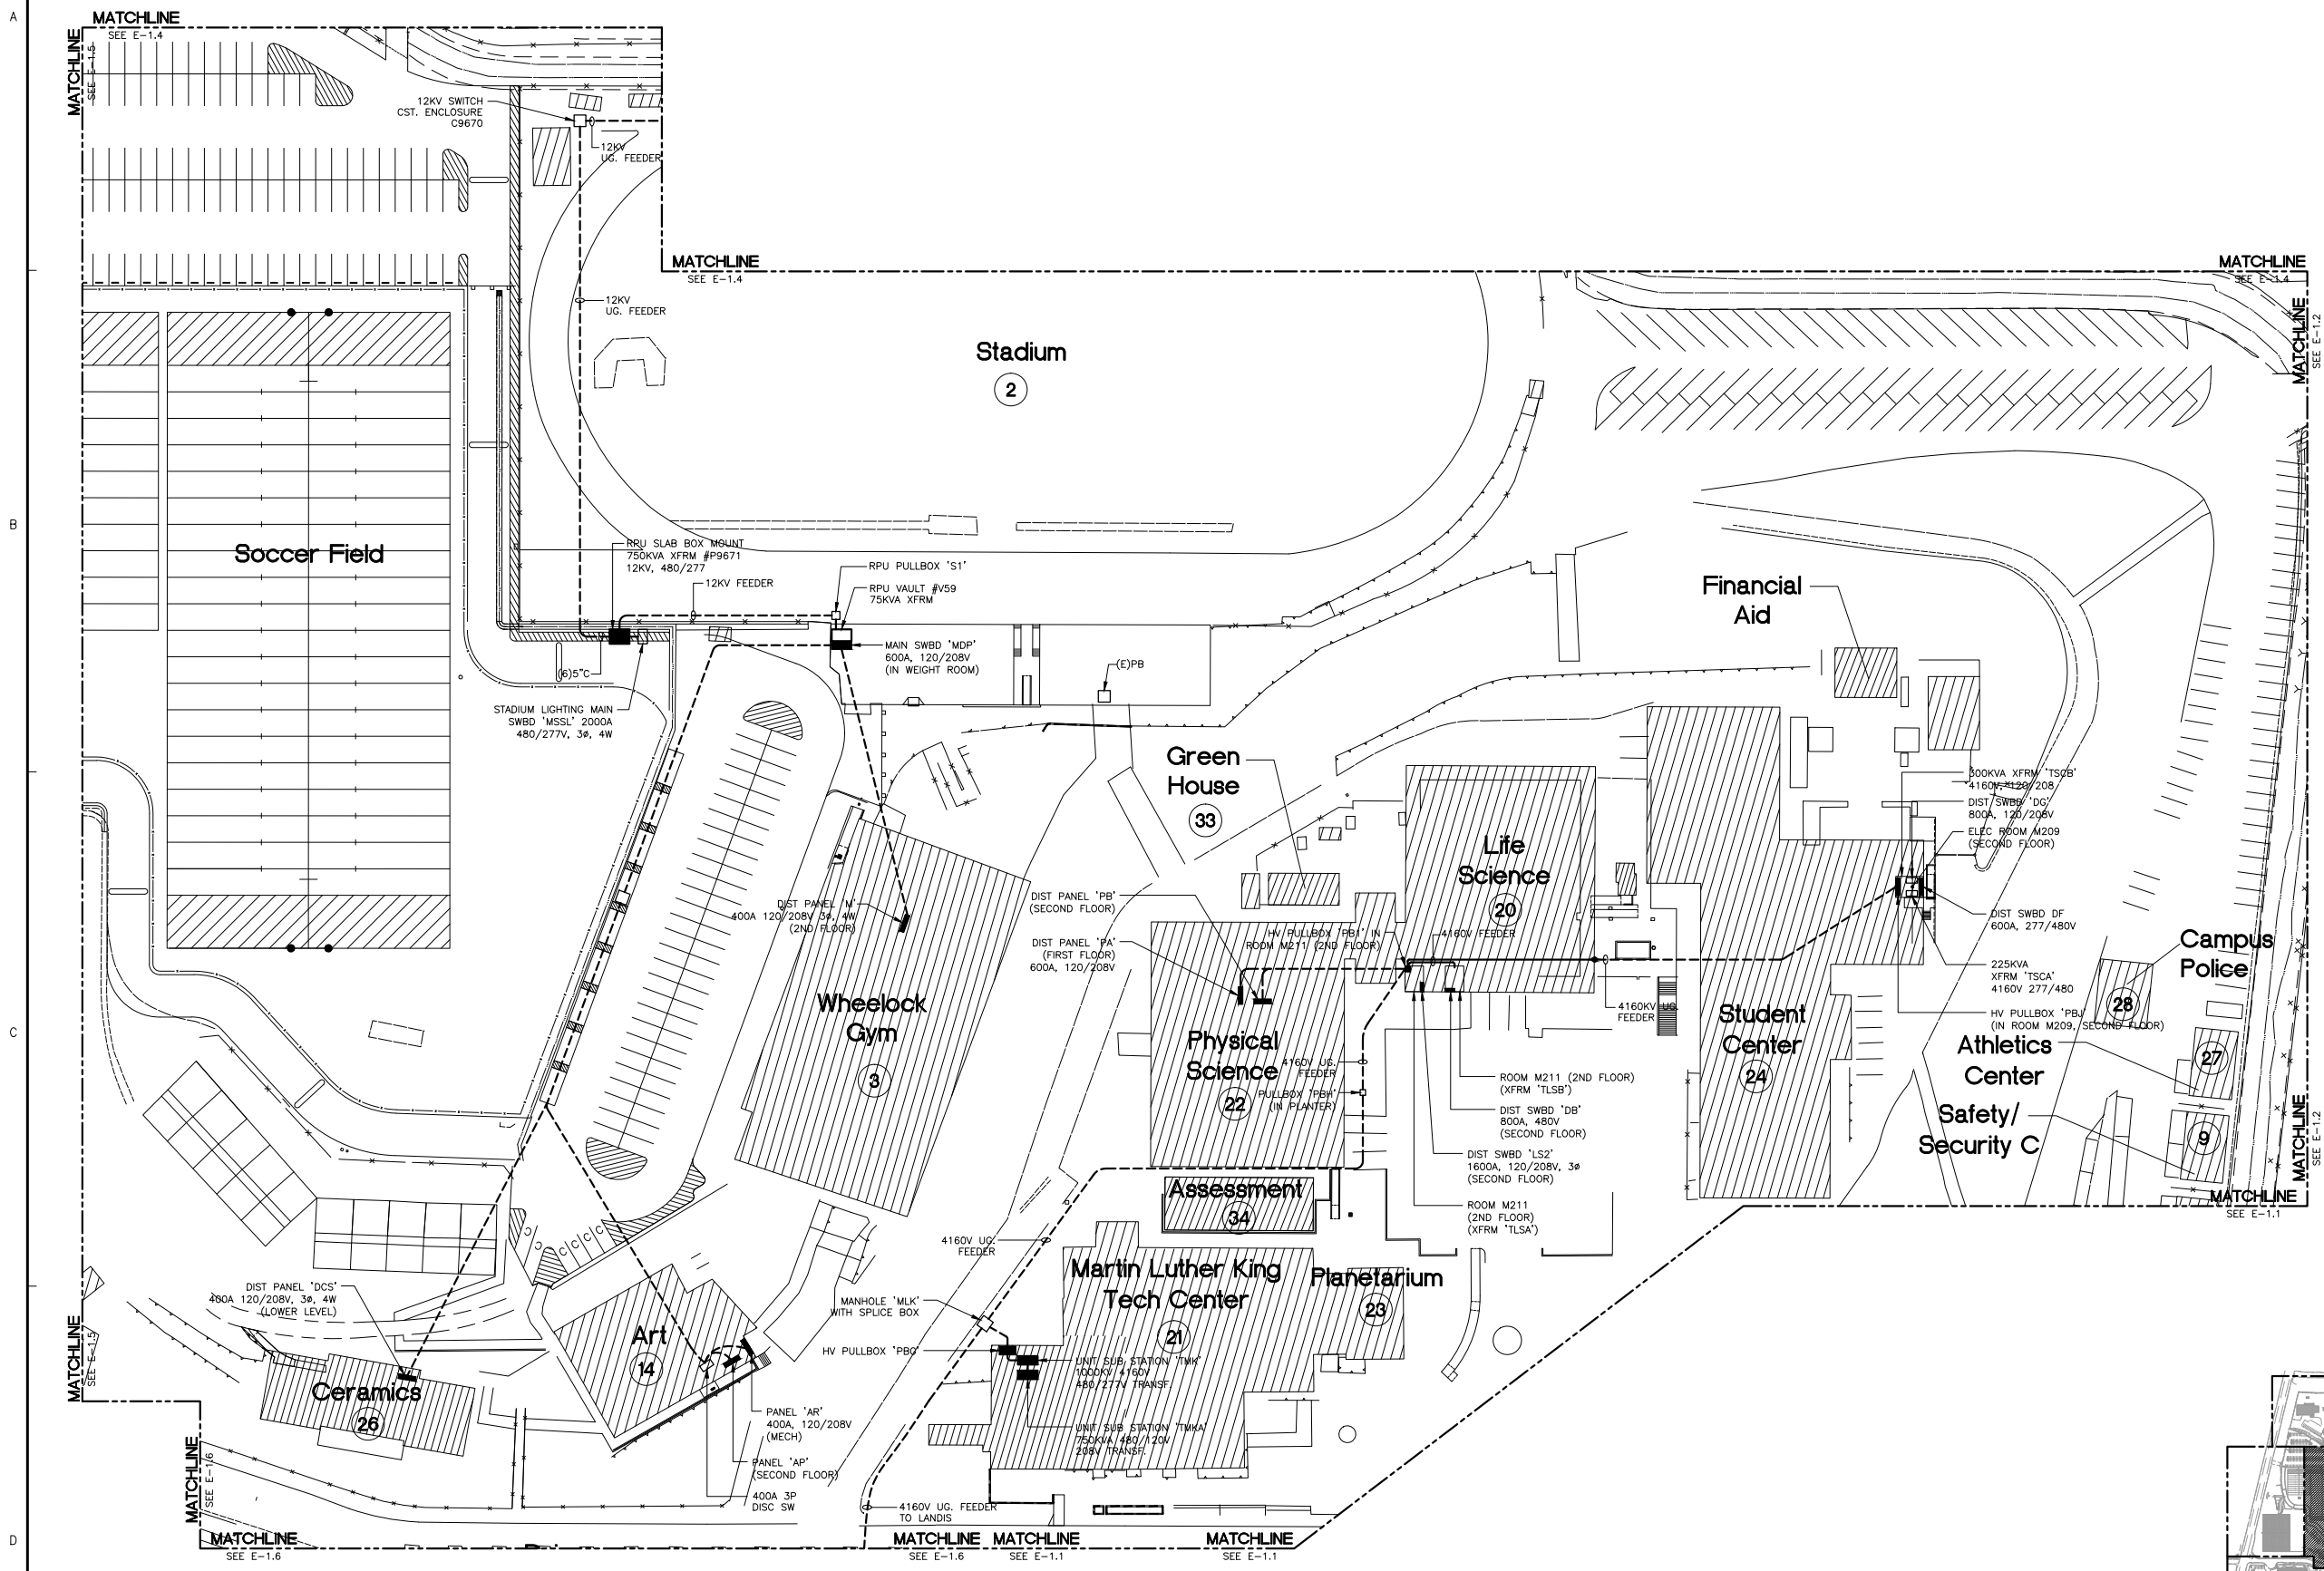 A
MATCHLINE
SEE E-1.4
MATCHLINE
SEE E-1.5
12KV SWITCH
CST. ENCLOSURE
C9670
12KV
UG. FEEDER
MATCHLINE
SEE E-1.4
MATCHLINE
SEE E-1.4
MATCHLINE
SEE E-1.2
12KV
UG. FEEDER
Stadium
2
B
Soccer Field
RPU SLAB BOX MOUNT
750KVA XFRM #P9671
12KV, 480/277
12KV FEEDER
RPU PULLBOX 'S1'
RPU VAULT #V59
75KVA XFRM
MAIN SWBD 'MDP'
600A, 120/208V
(IN WEIGHT ROOM)
(E)PB
(6)5"C
STADIUM LIGHTING MAIN
SWBD 'MSSL' 2000A
480/277V, 3ø, 4W
Financial
Aid
Green
House
33
Life
Science
20
300KVA XFRM 'TSCB'
4160V, 120/208
DIST SWBD 'DG'
800A, 120/208V
ELEC ROOM M209
(SECOND FLOOR)
DIST SWBD DF
600A, 277/480V
225KVA
XFRM 'TSCA'
4160V 277/480
HV PULLBOX 'PBJ'
(IN ROOM M209, SECOND FLOOR)
DIST PANEL 'M'
400A 120/208V 3ø, 4W
(2ND FLOOR)
DIST PANEL 'PB'
(SECOND FLOOR)
DIST PANEL 'PA'
(FIRST FLOOR)
600A, 120/208V
HV PULLBOX 'PB1' IN
ROOM M211 (2ND FLOOR)
4160V FEEDER
4160KV UG.
FEEDER
Campus
Police
28
C
Wheelock
Gym
3
Physical
Science
22
4160V UG.
FEEDER
PULLBOX 'PBH'
(IN PLANTER)
Student
Center
24
Athletics
Center
27
Safety/
Security C
9
ROOM M211 (2ND FLOOR)
(XFRM 'TLSB')
DIST SWBD 'DB'
800A, 480V
(SECOND FLOOR)
DIST SWBD 'LS2'
1600A, 120/208V, 3ø
(SECOND FLOOR)
ROOM M211
(2ND FLOOR)
(XFRM 'TLSA')
MATCHLINE
SEE E-1.2
MATCHLINE
SEE E-1.1
Assessment
34
4160V UG.
FEEDER
Martin Luther King
Tech Center
21
Planetarium
23
DIST PANEL 'DCS'
400A 120/208V, 3ø, 4W
(LOWER LEVEL)
MANHOLE 'MLK'
WITH SPLICE BOX
HV PULLBOX 'PBG'
UNIT SUB STATION 'TMK'
1000KV 4160V
480/277V TRANSF.
UNIT SUB STATION 'TMKA'
750KVA 480/120V
208V TRANSF.
Art
14
Ceramics
26
PANEL 'AR'
400A, 120/208V
(MECH)
PANEL 'AP'
(SECOND FLOOR)
400A 3P
DISC SW
MATCHLINE
SEE E-1.5
MATCHLINE
SEE E-1.6
4160V UG. FEEDER
TO LANDIS
D
MATCHLINE
SEE E-1.6
MATCHLINE
SEE E-1.6
MATCHLINE
SEE E-1.1
MATCHLINE
SEE E-1.1